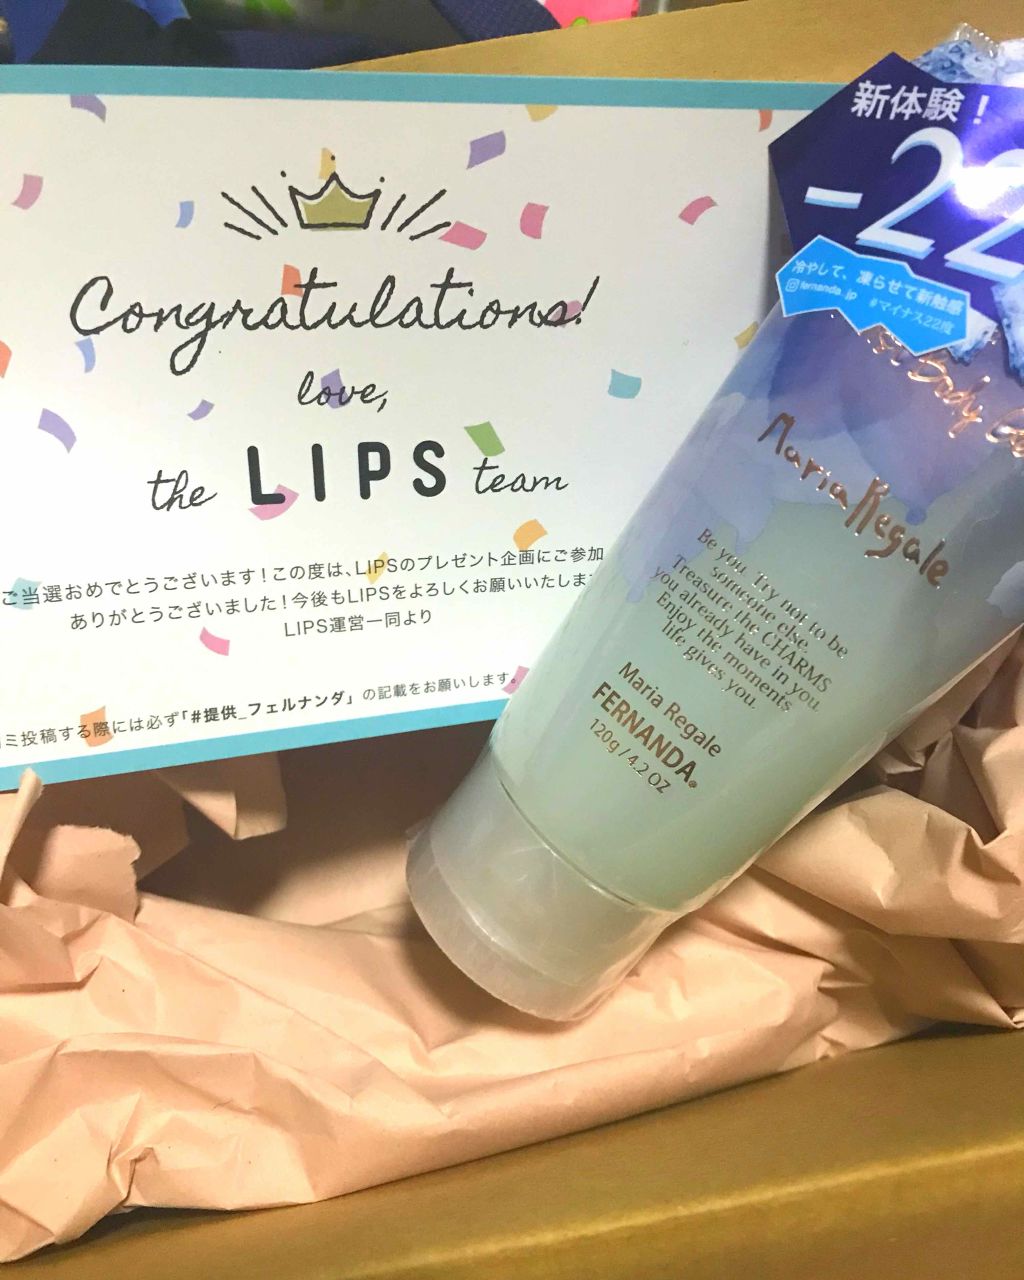 Congratulations!
love,
the LIPS team
ご当選おめでとうございます！この度は、LIPSのプレゼント企画にご参加
ありがとうございました！今後もLIPSをよろしくお願いいたします
LIPS運営一同より
ミ投稿する際には必ず「#提供_フェルナンダ」の記載をお願いします。
新体験！
-22
冷やして、凍らせて新触感
fernanda_jp #マイナス22度
Body
Maria Regale
Be you. Try not to be
someone else.
Treasure the CHARMS
you already have in you.
Enjoy the moments
life gives you.
Maria Regale
FERNANDA®
120g / 4.2 OZ